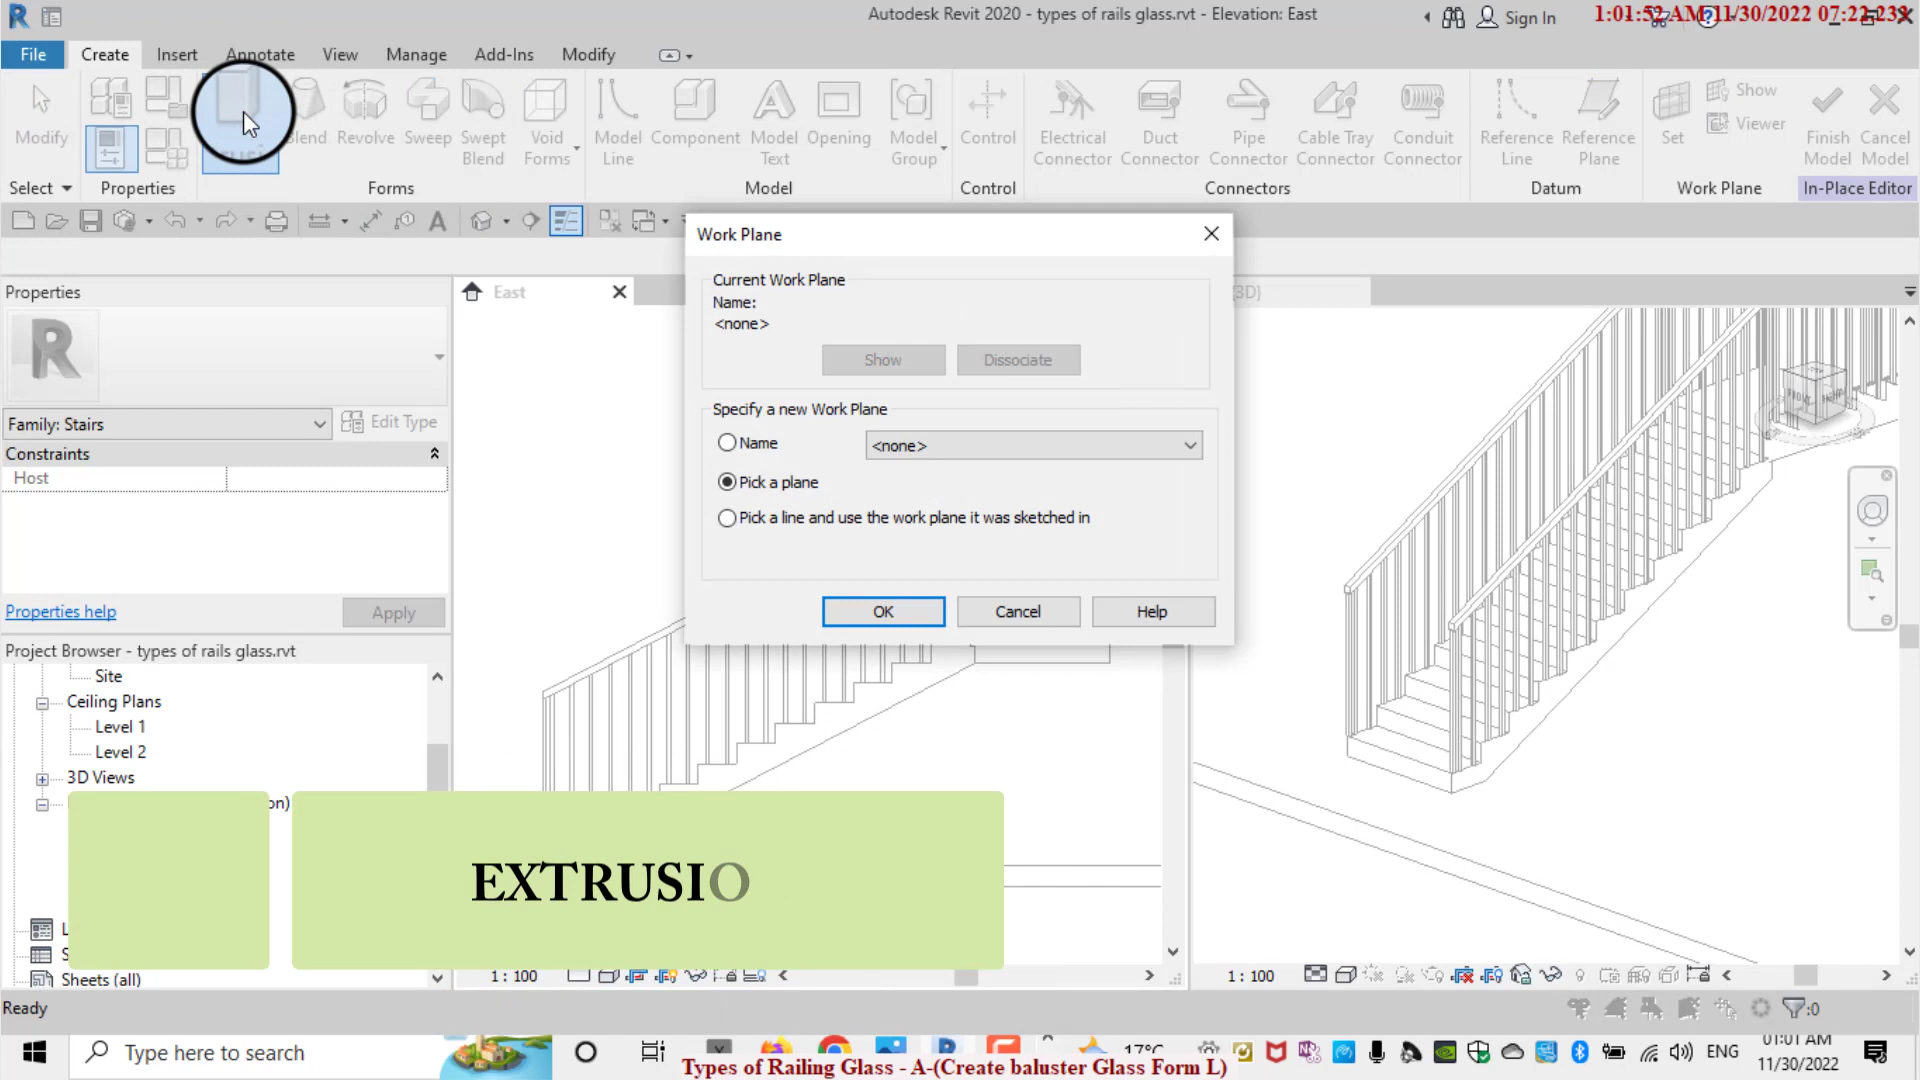 Autodesk Revit 2020 - types of rails glass.rvt - Elevation: East
Sign In
1:01:52 AM 11/30/2022 07:22:23
File Create Insert Annotate View Manage Add-Ins Modify
Modify
Blend
Revolve
Sweep
Swept Blend
Void Forms
Model Line
Component
Model Text
Opening
Model Group
Control
Electrical Connector
Duct Connector
Pipe Connector
Cable Tray Connector
Conduit Connector
Reference Line
Reference Plane
Set
Show
Viewer
Finish Model
Cancel Model
Select Properties Forms Model Control Connectors Datum Work Plane In-Place Editor
Work Plane
Current Work Plane
Name:
<none>
Show Dissociate
Specify a new Work Plane
Name <none>
Pick a plane
Pick a line and use the work plane it was sketched in
OK Cancel Help
Properties
Family: Stairs Edit Type
Constraints
Host
Properties help Apply
Project Browser - types of rails glass.rvt
Site
Ceiling Plans
Level 1
Level 2
3D Views
on)
L
S
Sheets (all)
East
3D}
EXTRUSIO
1 : 100
1 : 100
Ready
:0
Type here to search
17°C
ENG
01:01 AM
11/30/2022
Types of Railing Glass - A-(Create baluster Glass Form L)